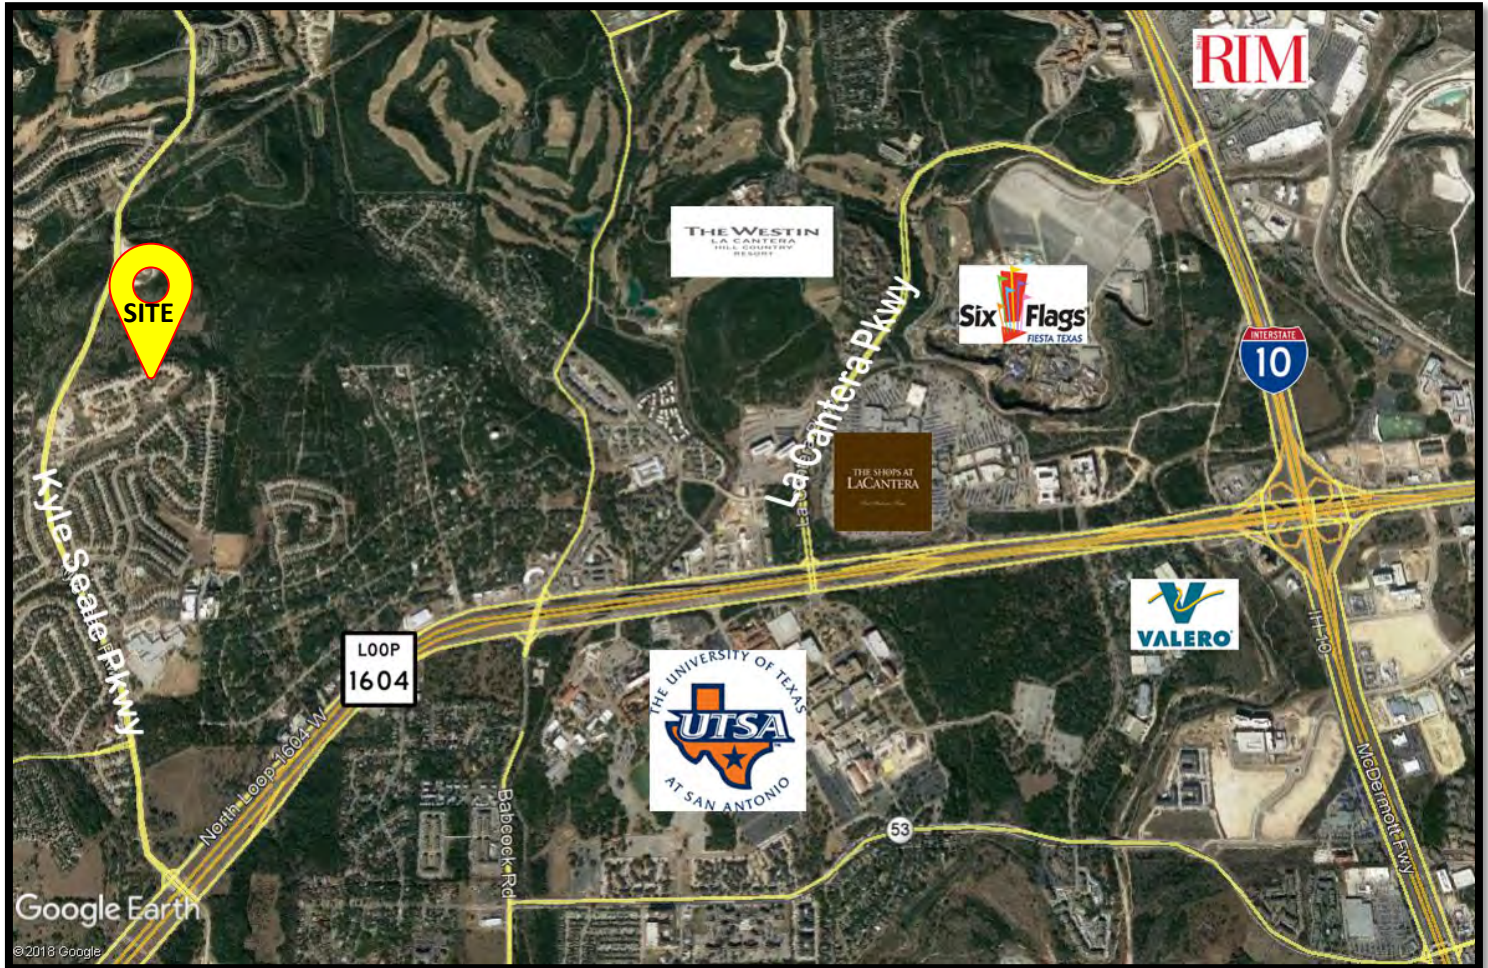 THE RIM
THE WESTIN
LA CANTERA
HILL COUNTRY
RESORT
SITE
Six Flags
FIESTA TEXAS
La Cantera Pkwy
INTERSTATE
10
THE SHOPS AT
LACANTERA
Kyle Seale Pkwy
VALERO
IH-10
LOOP
1604
THE UNIVERSITY OF TEXAS
UTSA
AT SAN ANTONIO
North Loop 1604 W
Babcock Rd
53
McDermott Fwy
Google Earth
©2018 Google